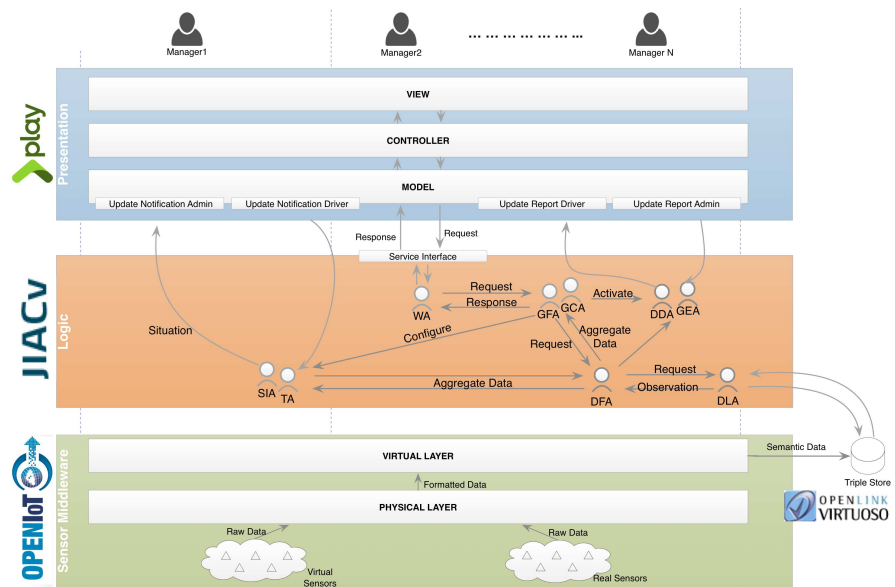 Manager1
Manager2
... ... ... ... ... ... ...
Manager N
play
Presentation
VIEW
CONTROLLER
MODEL
Update Notification Admin
Update Notification Driver
Update Report Driver
Update Report Admin
Response
Request
Service Interface
JIACv
Logic
WA
Request
Response
GFA
GCA
Activate
DDA
GEA
Situation
Configure
Request
Aggregate
Data
SIA
TA
Aggregate Data
DFA
Request
Observation
DLA
OPENIoT
Sensor Middleware
VIRTUAL LAYER
Semantic Data
Triple Store
Formatted Data
PHYSICAL LAYER
OPENLINK
VIRTUOSO
Raw Data
Raw Data
Virtual
Sensors
Real Sensors